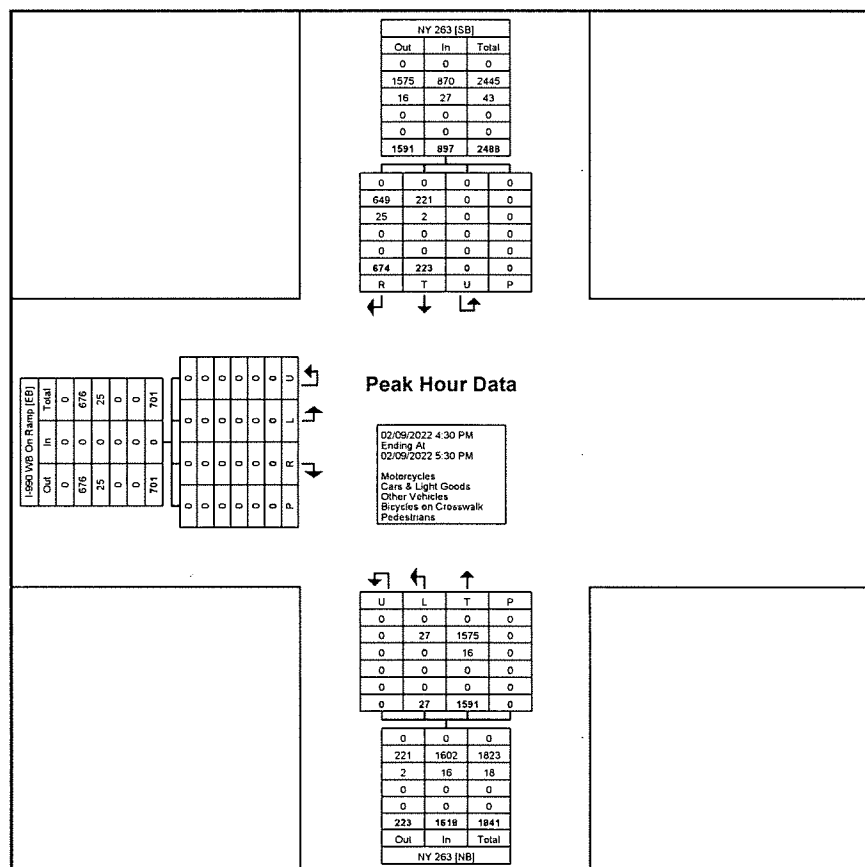 NY 263 [SB]
Out In Total
0 0 0
1575 870 2445
16 27 43
0 0 0
0 0 0
1591 897 2488
0 0 0 0
649 221 0 0
25 2 0 0
0 0 0 0
0 0 0 0
674 223 0 0
R T U P
I-990 WB On Ramp [EB]
Out In Total
0 0 0
676 0 676
25 0 25
0 0 0
0 0 0
701 0 701
0 0 0 0
0 0 0 0
0 0 0 0
0 0 0 0
0 0 0 0
0 0 0 0
P R L U
Peak Hour Data
02/09/2022 4:30 PM
Ending At
02/09/2022 5:30 PM
Motorcycles
Cars & Light Goods
Other Vehicles
Bicycles on Crosswalk
Pedestrians
U L T P
0 0 0 0
0 27 1575 0
0 0 16 0
0 0 0 0
0 0 0 0
0 27 1591 0
0 0 0
221 1602 1823
2 16 18
0 0 0
0 0 0
223 1618 1841
Out In Total
NY 263 [NB]